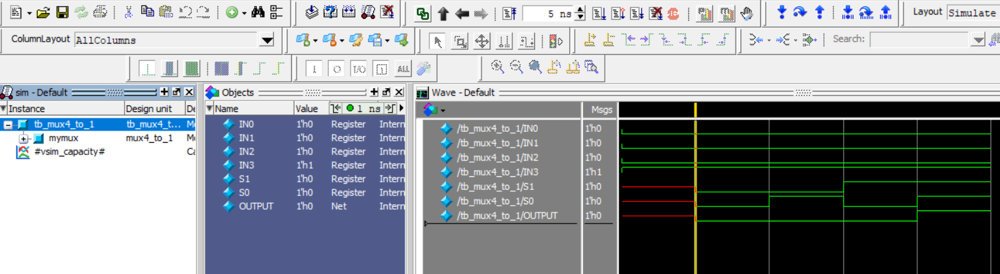 5 ns
Layout Simulate
ColumnLayout AllColumns
Search:
I O I/O ALL
sim - Default
Instance Design unit De
tb_mux4_to_1 tb_mux4_t... Mo
mymux mux4_to_1 Mo
#vsim_capacity# Ca
Objects
Name Value 1 ns
IN0 1'h0 Register Intern
IN1 1'h0 Register Intern
IN2 1'h0 Register Intern
IN3 1'h1 Register Intern
S1 1'h0 Register Intern
S0 1'h0 Register Intern
OUTPUT 1'h0 Net Intern
Wave - Default
Msgs
/tb_mux4_to_1/IN0 1'h0
/tb_mux4_to_1/IN1 1'h0
/tb_mux4_to_1/IN2 1'h0
/tb_mux4_to_1/IN3 1'h1
/tb_mux4_to_1/S1 1'h0
/tb_mux4_to_1/S0 1'h0
/tb_mux4_to_1/OUTPUT 1'h0